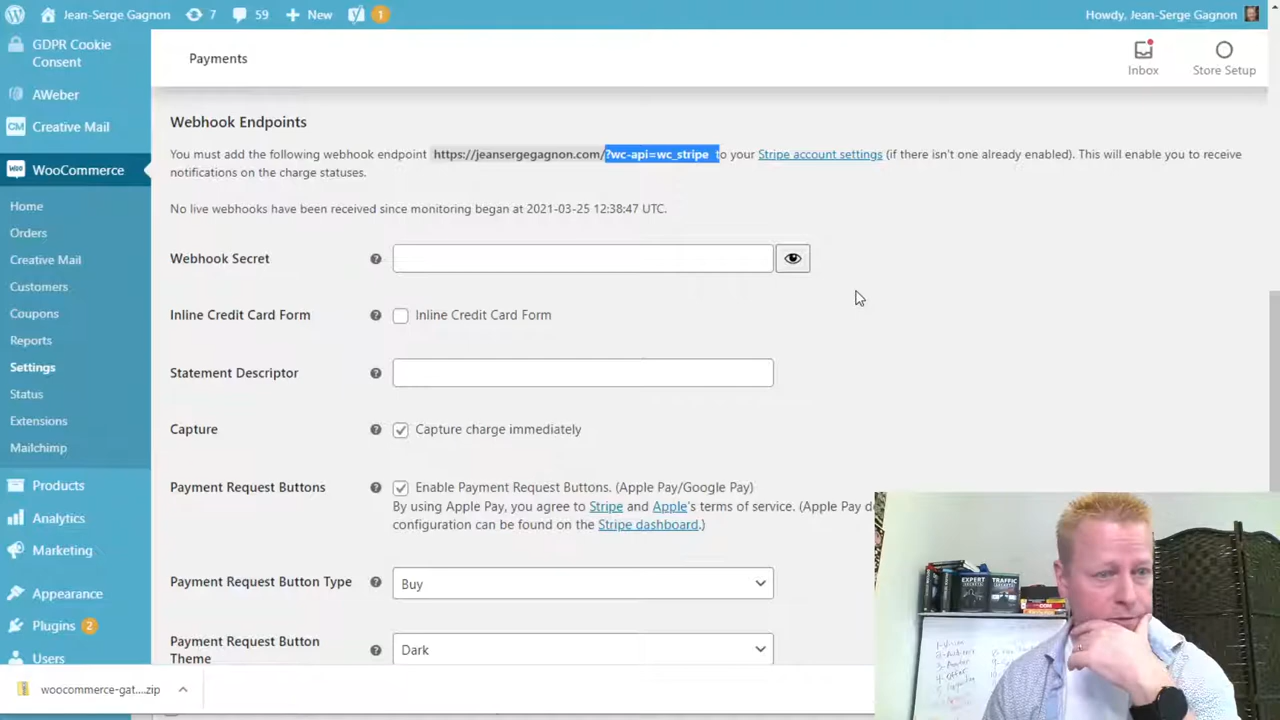 Jean-Serge Gagnon 7 59 New 1 Howdy, Jean-Serge Gagnon
GDPR Cookie
Consent
AWeber
CM Creative Mail
Woo WooCommerce
Home
Orders
Creative Mail
Customers
Coupons
Reports
Settings
Status
Extensions
Mailchimp
Products
Analytics
Marketing
Appearance
Plugins 2
Users
Payments
Inbox
Store Setup
Webhook Endpoints
You must add the following webhook endpoint https://jeansergegagnon.com/?wc-api=wc_stripe to your Stripe account settings (if there isn't one already enabled). This will enable you to receive
notifications on the charge statuses.
No live webhooks have been received since monitoring began at 2021-03-25 12:38:47 UTC.
Webhook Secret
Inline Credit Card Form Inline Credit Card Form
Statement Descriptor
Capture Capture charge immediately
Payment Request Buttons Enable Payment Request Buttons. (Apple Pay/Google Pay)
By using Apple Pay, you agree to Stripe and Apple's terms of service. (Apple Pay
configuration can be found on the Stripe dashboard.)
Payment Request Button Type Buy
Payment Request Button
Theme
Dark
EXPERT
SECRETS
TRAFFIC
SECRETS
woocommerce-gat....zip